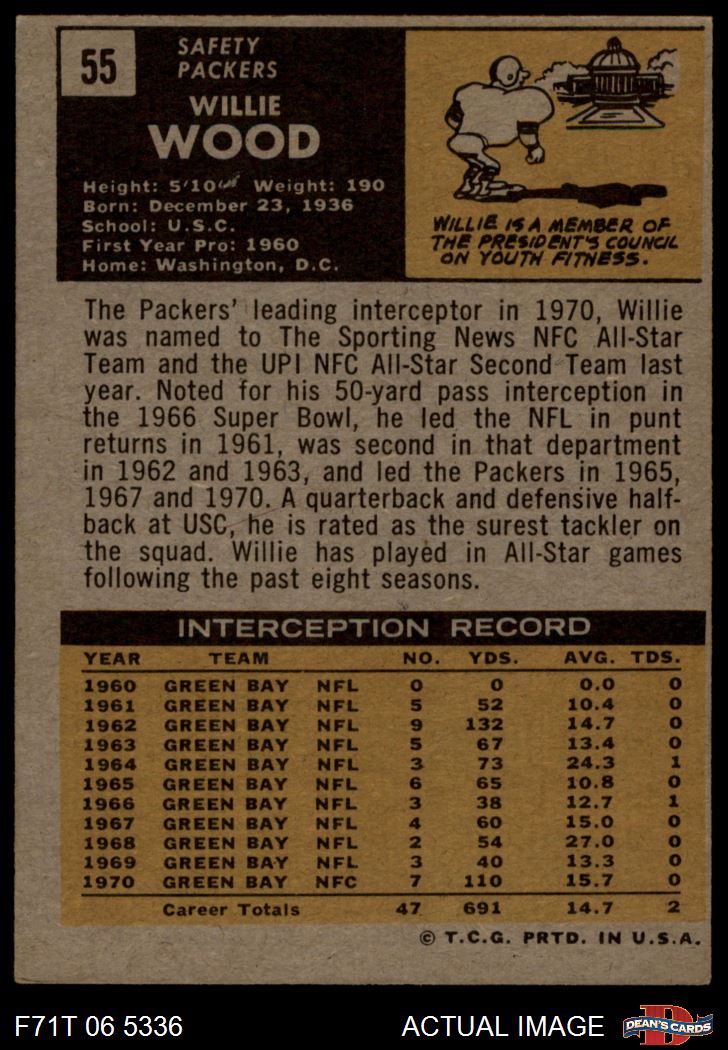 55
SAFETY
PACKERS
WILLIE
WOOD
Height: 5'10 Weight: 190
Born: December 23, 1936
School: U.S.C.
First Year Pro: 1960
Home: Washington, D.C.
WILLIE IS A MEMBER OF
THE PRESIDENT'S COUNCIL
ON YOUTH FITNESS.
The Packers' leading interceptor in 1970, Willie
was named to The Sporting News NFC All-Star
Team and the UPI NFC All-Star Second Team last
year. Noted for his 50-yard pass interception in
the 1966 Super Bowl, he led the NFL in punt
returns in 1961, was second in that department
in 1962 and 1963, and led the Packers in 1965,
1967 and 1970. A quarterback and defensive half-
back at USC, he is rated as the surest tackler on
the squad. Willie has played in All-Star games
following the past eight seasons.
INTERCEPTION RECORD
YEAR TEAM NO. YDS. AVG. TDS.
1960 GREEN BAY NFL 0 0 0.0 0
1961 GREEN BAY NFL 5 52 10.4 0
1962 GREEN BAY NFL 9 132 14.7 0
1963 GREEN BAY NFL 5 67 13.4 0
1964 GREEN BAY NFL 3 73 24.3 1
1965 GREEN BAY NFL 6 65 10.8 0
1966 GREEN BAY NFL 3 38 12.7 1
1967 GREEN BAY NFL 4 60 15.0 0
1968 GREEN BAY NFL 2 54 27.0 0
1969 GREEN BAY NFL 3 40 13.3 0
1970 GREEN BAY NFC 7 110 15.7 0
Career Totals 47 691 14.7 2
© T.C.G. PRTD. IN U.S.A.
F71T 06 5336 ACTUAL IMAGE
D
DEAN'S CARDS